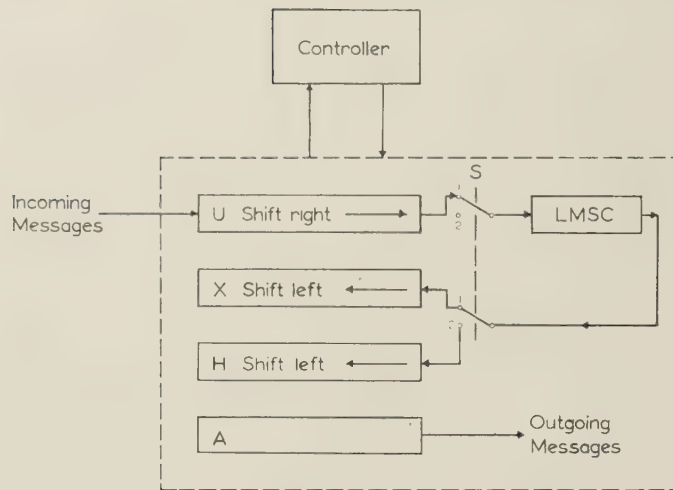 Controller
S
Incoming
Messages
U Shift right
1
2
LMSC
X Shift left
1
2
H Shift left
A
Outgoing
Messages